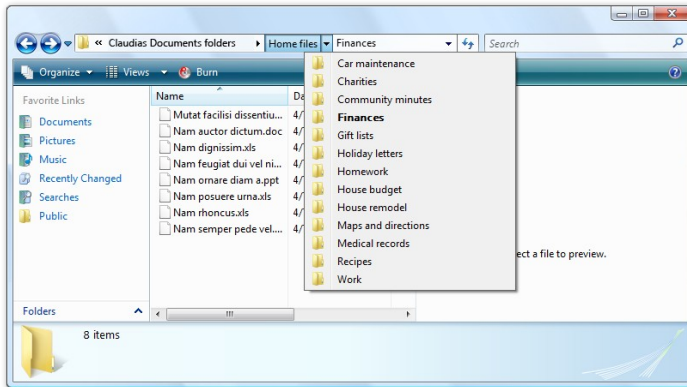 « Claudias Documents folders Home files Finances Search
Organize Views Burn
Favorite Links
Documents
Pictures
Music
Recently Changed
Searches
Public
Folders
Name
Mutat facilisi dissentiu...
Nam auctor dictum.doc
Nam dignissim.xls
Nam feugiat dui vel ni...
Nam ornare diam a.ppt
Nam posuere urna.xls
Nam rhoncus.xls
Nam semper pede vel....
Car maintenance
Charities
Community minutes
Finances
Gift lists
Holiday letters
Homework
House budget
House remodel
Maps and directions
Medical records
Recipes
Work
ect a file to preview.
8 items